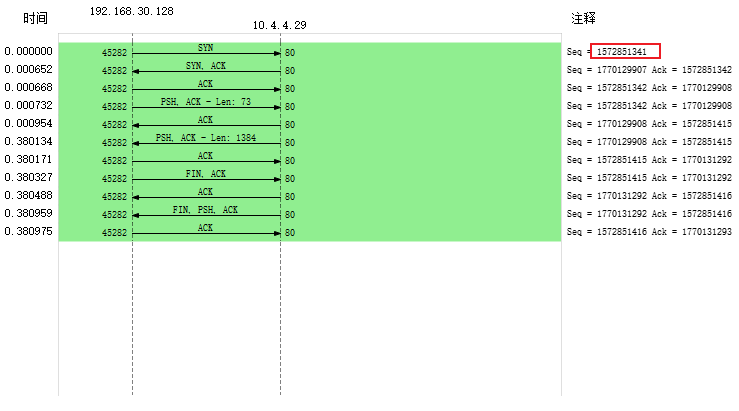 时间 192.168.30.128 10.4.4.29 注释
0.000000 45282 SYN 80 Seq = 1572851341
0.000652 45282 SYN, ACK 80 Seq = 1770129907 Ack = 1572851342
0.000668 45282 ACK 80 Seq = 1572851342 Ack = 1770129908
0.000732 45282 PSH, ACK - Len: 73 80 Seq = 1572851342 Ack = 1770129908
0.000954 45282 ACK 80 Seq = 1770129908 Ack = 1572851415
0.380134 45282 PSH, ACK - Len: 1384 80 Seq = 1770129908 Ack = 1572851415
0.380171 45282 ACK 80 Seq = 1572851415 Ack = 1770131292
0.380327 45282 FIN, ACK 80 Seq = 1572851415 Ack = 1770131292
0.380488 45282 ACK 80 Seq = 1770131292 Ack = 1572851416
0.380959 45282 FIN, PSH, ACK 80 Seq = 1770131292 Ack = 1572851416
0.380975 45282 ACK 80 Seq = 1572851416 Ack = 1770131293